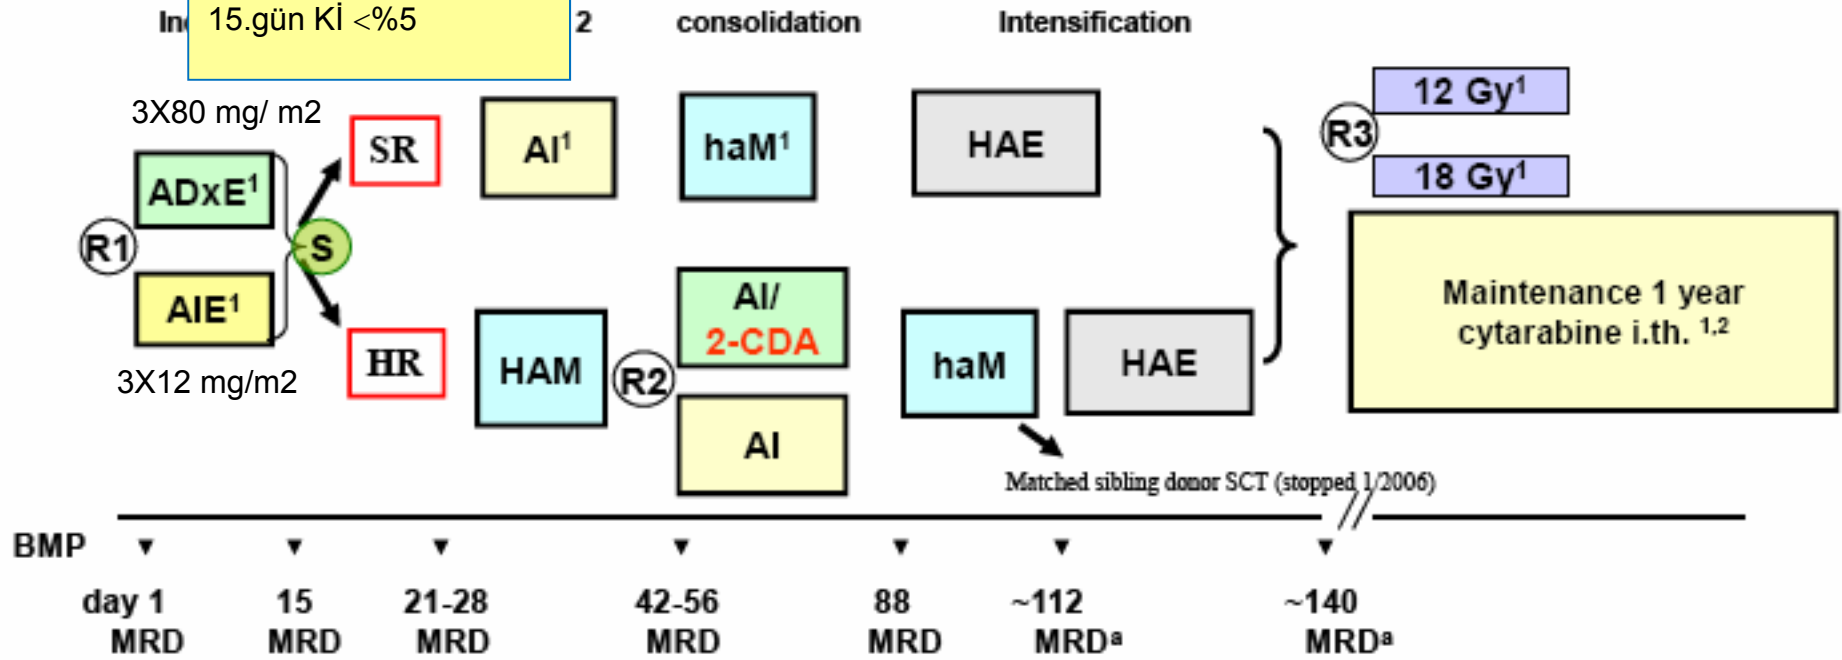 15.gün Kİ <%5
2
consolidation
Intensification
3X80 mg/ m2
ADxE¹
R1
AIE¹
3X12 mg/m2
S
SR
HR
AI¹
haM¹
HAE
HAM
R2
AI/
2-CDA
AI
haM
HAE
Matched sibling donor SCT (stopped 1/2006)
R3
12 Gy¹
18 Gy¹
Maintenance 1 year
cytarabine i.th. ¹,²
BMP
day 1 15 21-28 42-56 88 ~112 ~140
MRD MRD MRD MRD MRD MRDᵃ MRDᵃ